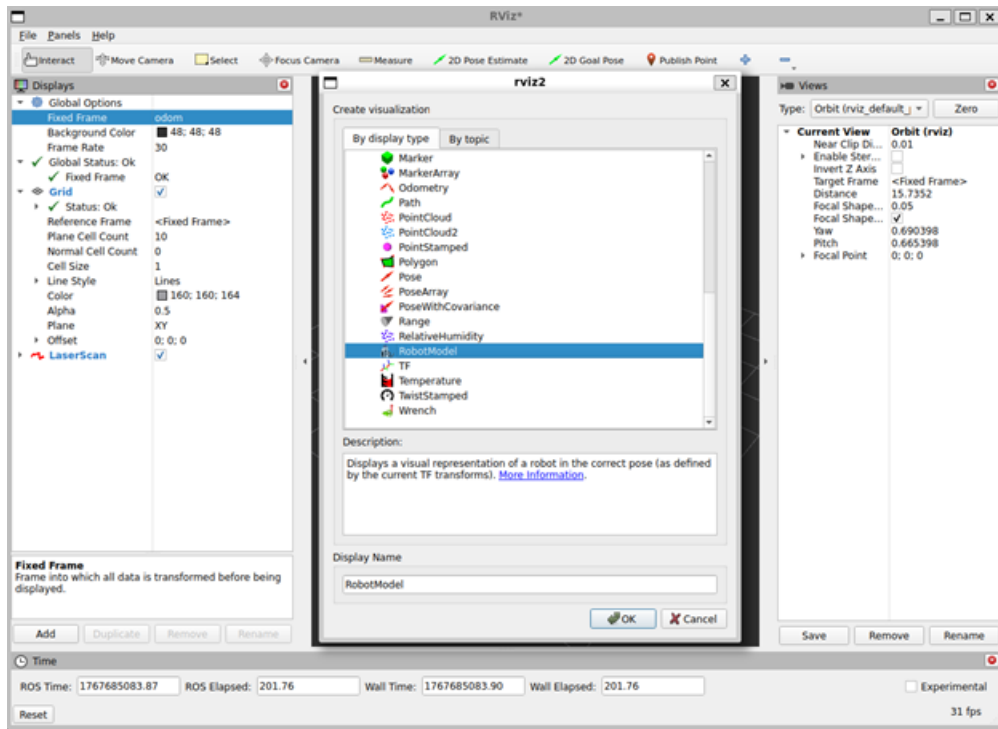 RViz*
File Panels Help
Interact Move Camera Select Focus Camera Measure 2D Pose Estimate 2D Goal Pose Publish Point
Displays
Global Options
Fixed Frame odom
Background Color 48; 48; 48
Frame Rate 30
Global Status: Ok
Fixed Frame OK
Grid
Status: Ok
Reference Frame <Fixed Frame>
Plane Cell Count 10
Normal Cell Count 0
Cell Size 1
Line Style Lines
Color 160; 160; 164
Alpha 0.5
Plane XY
Offset 0; 0; 0
LaserScan
Fixed Frame
Frame into which all data is transformed before being
displayed.
Add Duplicate Remove Rename
rviz2
Create visualization
By display type By topic
Marker
MarkerArray
Odometry
Path
PointCloud
PointCloud2
PointStamped
Polygon
Pose
PoseArray
PoseWithCovariance
Range
RelativeHumidity
RobotModel
TF
Temperature
TwistStamped
Wrench
Description:
Displays a visual representation of a robot in the correct pose (as defined
by the current TF transforms). More Information.
Display Name
RobotModel
OK Cancel
Views
Type: Orbit (rviz_default_ Zero
Current View Orbit (rviz)
Near Clip Di... 0.01
Enable Ster...
Invert Z Axis
Target Frame <Fixed Frame>
Distance 15.7352
Focal Shape... 0.05
Focal Shape...
Yaw 0.690398
Pitch 0.665398
Focal Point 0; 0; 0
Save Remove Rename
Time
ROS Time: 1767685083.87 ROS Elapsed: 201.76 Wall Time: 1767685083.90 Wall Elapsed: 201.76 Experimental
Reset 31 fps